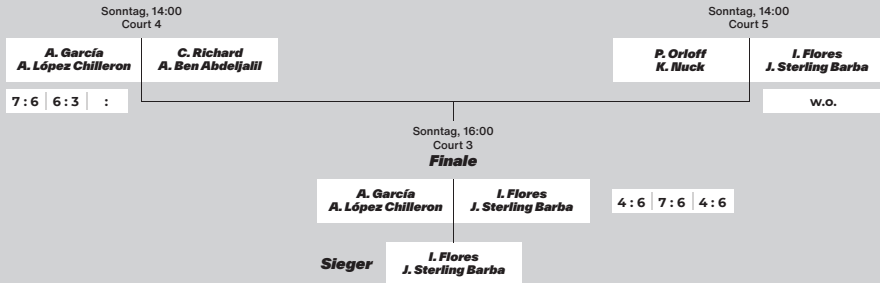 Sonntag, 14:00
Court 4
A. García
A. López Chilleron
C. Richard
A. Ben Abdeljalil
7 : 6 6 : 3 :
Sonntag, 14:00
Court 5
P. Orloff
K. Nuck
I. Flores
J. Sterling Barba
w.o.
Sonntag, 16:00
Court 3
Finale
A. García
A. López Chilleron
I. Flores
J. Sterling Barba
4 : 6 7 : 6 4 : 6
Sieger
I. Flores
J. Sterling Barba